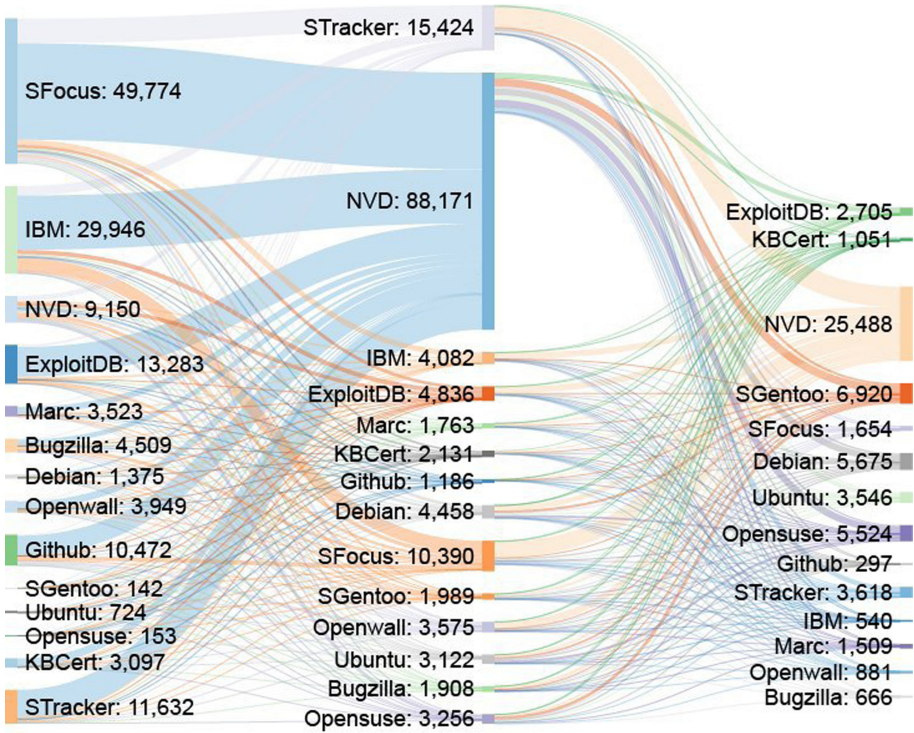 SFocus: 49,774
IBM: 29,946
NVD: 9,150
ExploitDB: 13,283
Marc: 3,523
Bugzilla: 4,509
Debian: 1,375
Openwall: 3,949
Github: 10,472
SGentoo: 142
Ubuntu: 724
Opensuse: 153
KBCert: 3,097
STracker: 11,632
STracker: 15,424
NVD: 88,171
IBM: 4,082
ExploitDB: 4,836
Marc: 1,763
KBCert: 2,131
Github: 1,186
Debian: 4,458
SFocus: 10,390
SGentoo: 1,989
Openwall: 3,575
Ubuntu: 3,122
Bugzilla: 1,908
Opensuse: 3,256
ExploitDB: 2,705
KBCert: 1,051
NVD: 25,488
SGentoo: 6,920
SFocus: 1,654
Debian: 5,675
Ubuntu: 3,546
Opensuse: 5,524
Github: 297
STracker: 3,618
IBM: 540
Marc: 1,509
Openwall: 881
Bugzilla: 666